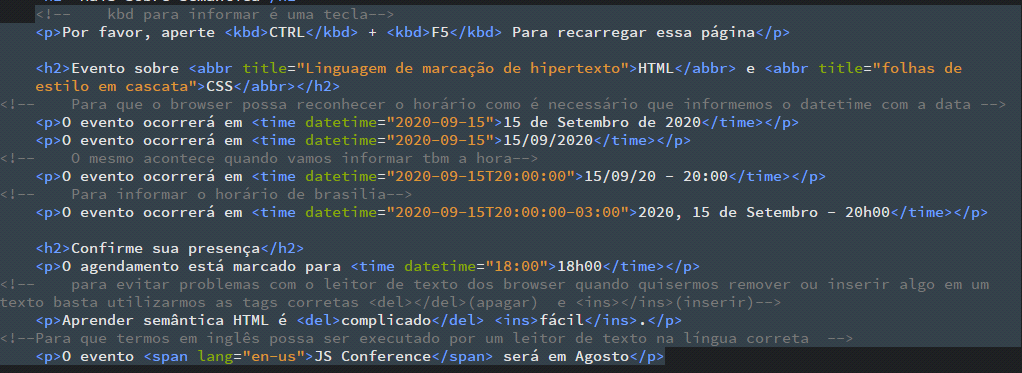 <!--    kbd para informar é uma tecla-->
<p>Por favor, aperte <kbd>CTRL</kbd> + <kbd>F5</kbd> Para recarregar essa página</p>
<h2>Evento sobre <abbr title="Linguagem de marcação de hipertexto">HTML</abbr> e <abbr title="folhas de
estilo em cascata">CSS</abbr></h2>
<!--    Para que o browser possa reconhecer o horário como é necessário que informemos o datetime com a data -->
<p>O evento ocorrerá em <time datetime="2020-09-15">15 de Setembro de 2020</time></p>
<p>O evento ocorrerá em <time datetime="2020-09-15">15/09/2020</time></p>
<!--    O mesmo acontece quando vamos informar tbm a hora-->
<p>O evento ocorrerá em <time datetime="2020-09-15T20:00:00">15/09/20 - 20:00</time></p>
<!--    Para informar o horário de brasilia-->
<p>O evento ocorrerá em <time datetime="2020-09-15T20:00:00-03:00">2020, 15 de Setembro - 20h00</time></p>
<h2>Confirme sua presença</h2>
<p>O agendamento está marcado para <time datetime="18:00">18h00</time></p>
<!--    para evitar problemas com o leitor de texto dos browser quando quisermos remover ou inserir algo em um
texto basta utilizarmos as tags corretas <del></del>(apagar)  e <ins></ins>(inserir)-->
<p>Aprender semântica HTML é <del>complicado</del> <ins>fácil</ins>.</p>
<!--Para que termos em inglês possa ser executado por um leitor de texto na língua correta  -->
<p>O evento <span lang="en-us">JS Conference</span> será em Agosto</p>